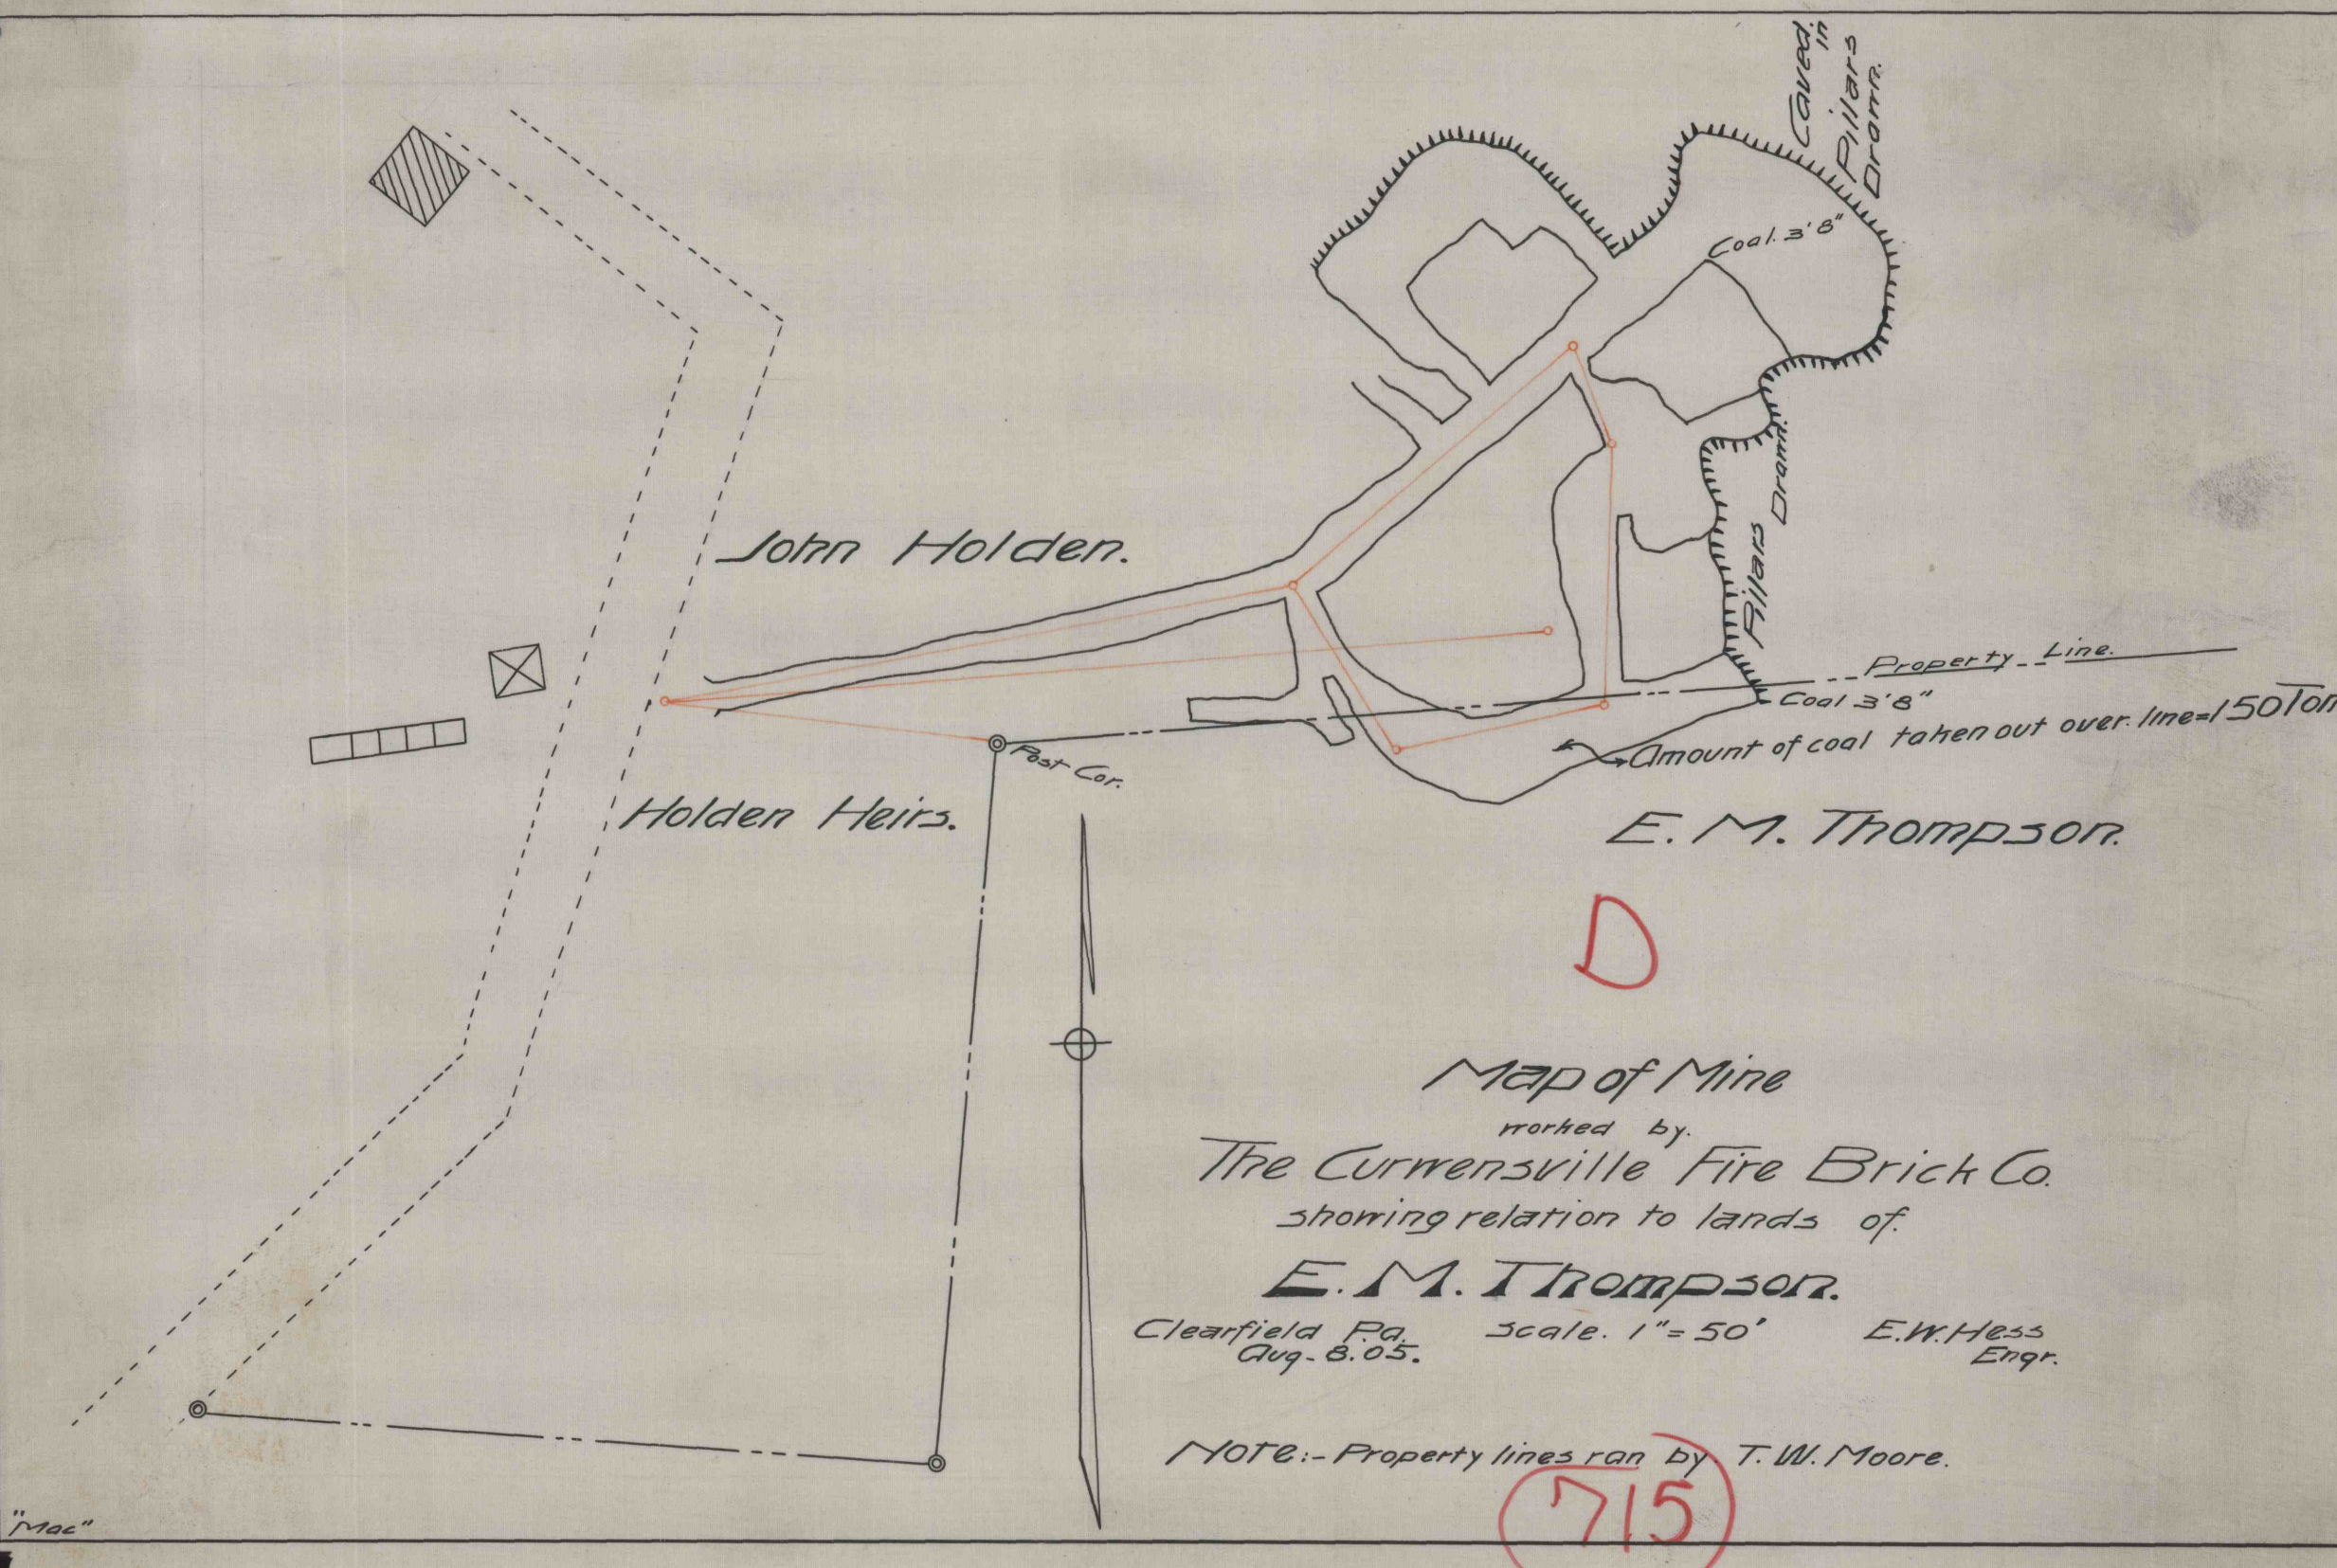 Caved in
Pillars
Drawn.
Coal. 3'8"
Pillars Drawn.
John Holden.
Property Line.
Coal 3'8"
Amount of coal taken out over line=150Ton
Post Cor.
Holden Heirs.
E. M. Thompson.
D
Map of Mine
worked by.
The Curwensville Fire Brick Co.
showing relation to lands of.
E. M. Thompson.
Clearfield Pa. Scale. 1"=50' E.W.Hess
Aug-8.05. Engr.
Note:- Property lines ran by T. W. Moore.
715
"Mac"